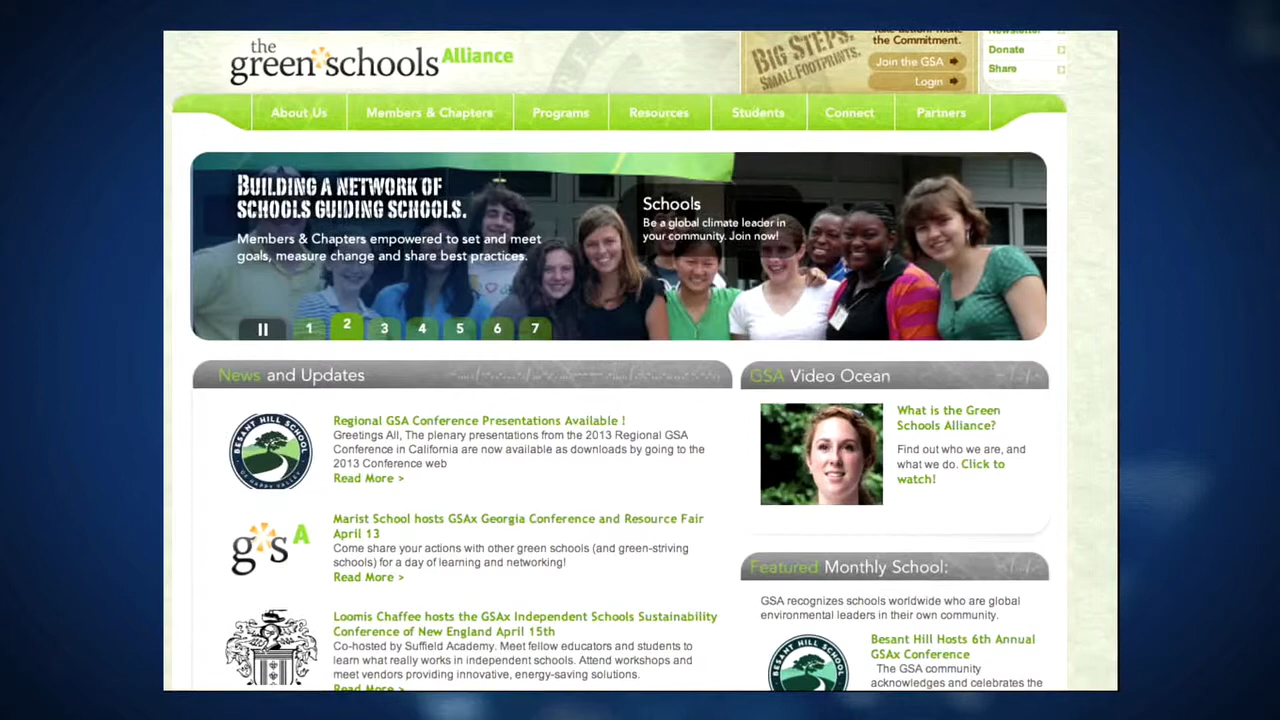 the
green schools Alliance
BIG STEPS.
SMALL FOOTPRINTS.
the Commitment.
Join the GSA
Login
Newsletter
Donate
Share
About Us
Members & Chapters
Programs
Resources
Students
Connect
Partners
BUILDING A NETWORK OF
SCHOOLS GUIDING SCHOOLS.
Members & Chapters empowered to set and meet
goals, measure change and share best practices.
Schools
Be a global climate leader in
your community. Join now!
1 2 3 4 5 6 7
News and Updates
BESANT HILL SCHOOL
OF HAPPY VALLEY
Regional GSA Conference Presentations Available !
Greetings All, The plenary presentations from the 2013 Regional GSA
Conference in California are now available as downloads by going to the
2013 Conference web
Read More >
gsA
Marist School hosts GSAx Georgia Conference and Resource Fair
April 13
Come share your actions with other green schools (and green-striving
schools) for a day of learning and networking!
Read More >
Loomis Chaffee hosts the GSAx Independent Schools Sustainability
Conference of New England April 15th
Co-hosted by Suffield Academy. Meet fellow educators and students to
learn what really works in independent schools. Attend workshops and
meet vendors providing innovative, energy-saving solutions.
Read More >
GSA Video Ocean
What is the Green
Schools Alliance?
Find out who we are, and
what we do. Click to
watch!
Featured Monthly School:
GSA recognizes schools worldwide who are global
environmental leaders in their own community.
BESANT HILL SCHOOL
Besant Hill Hosts 6th Annual
GSAx Conference
The GSA community
acknowledges and celebrates the